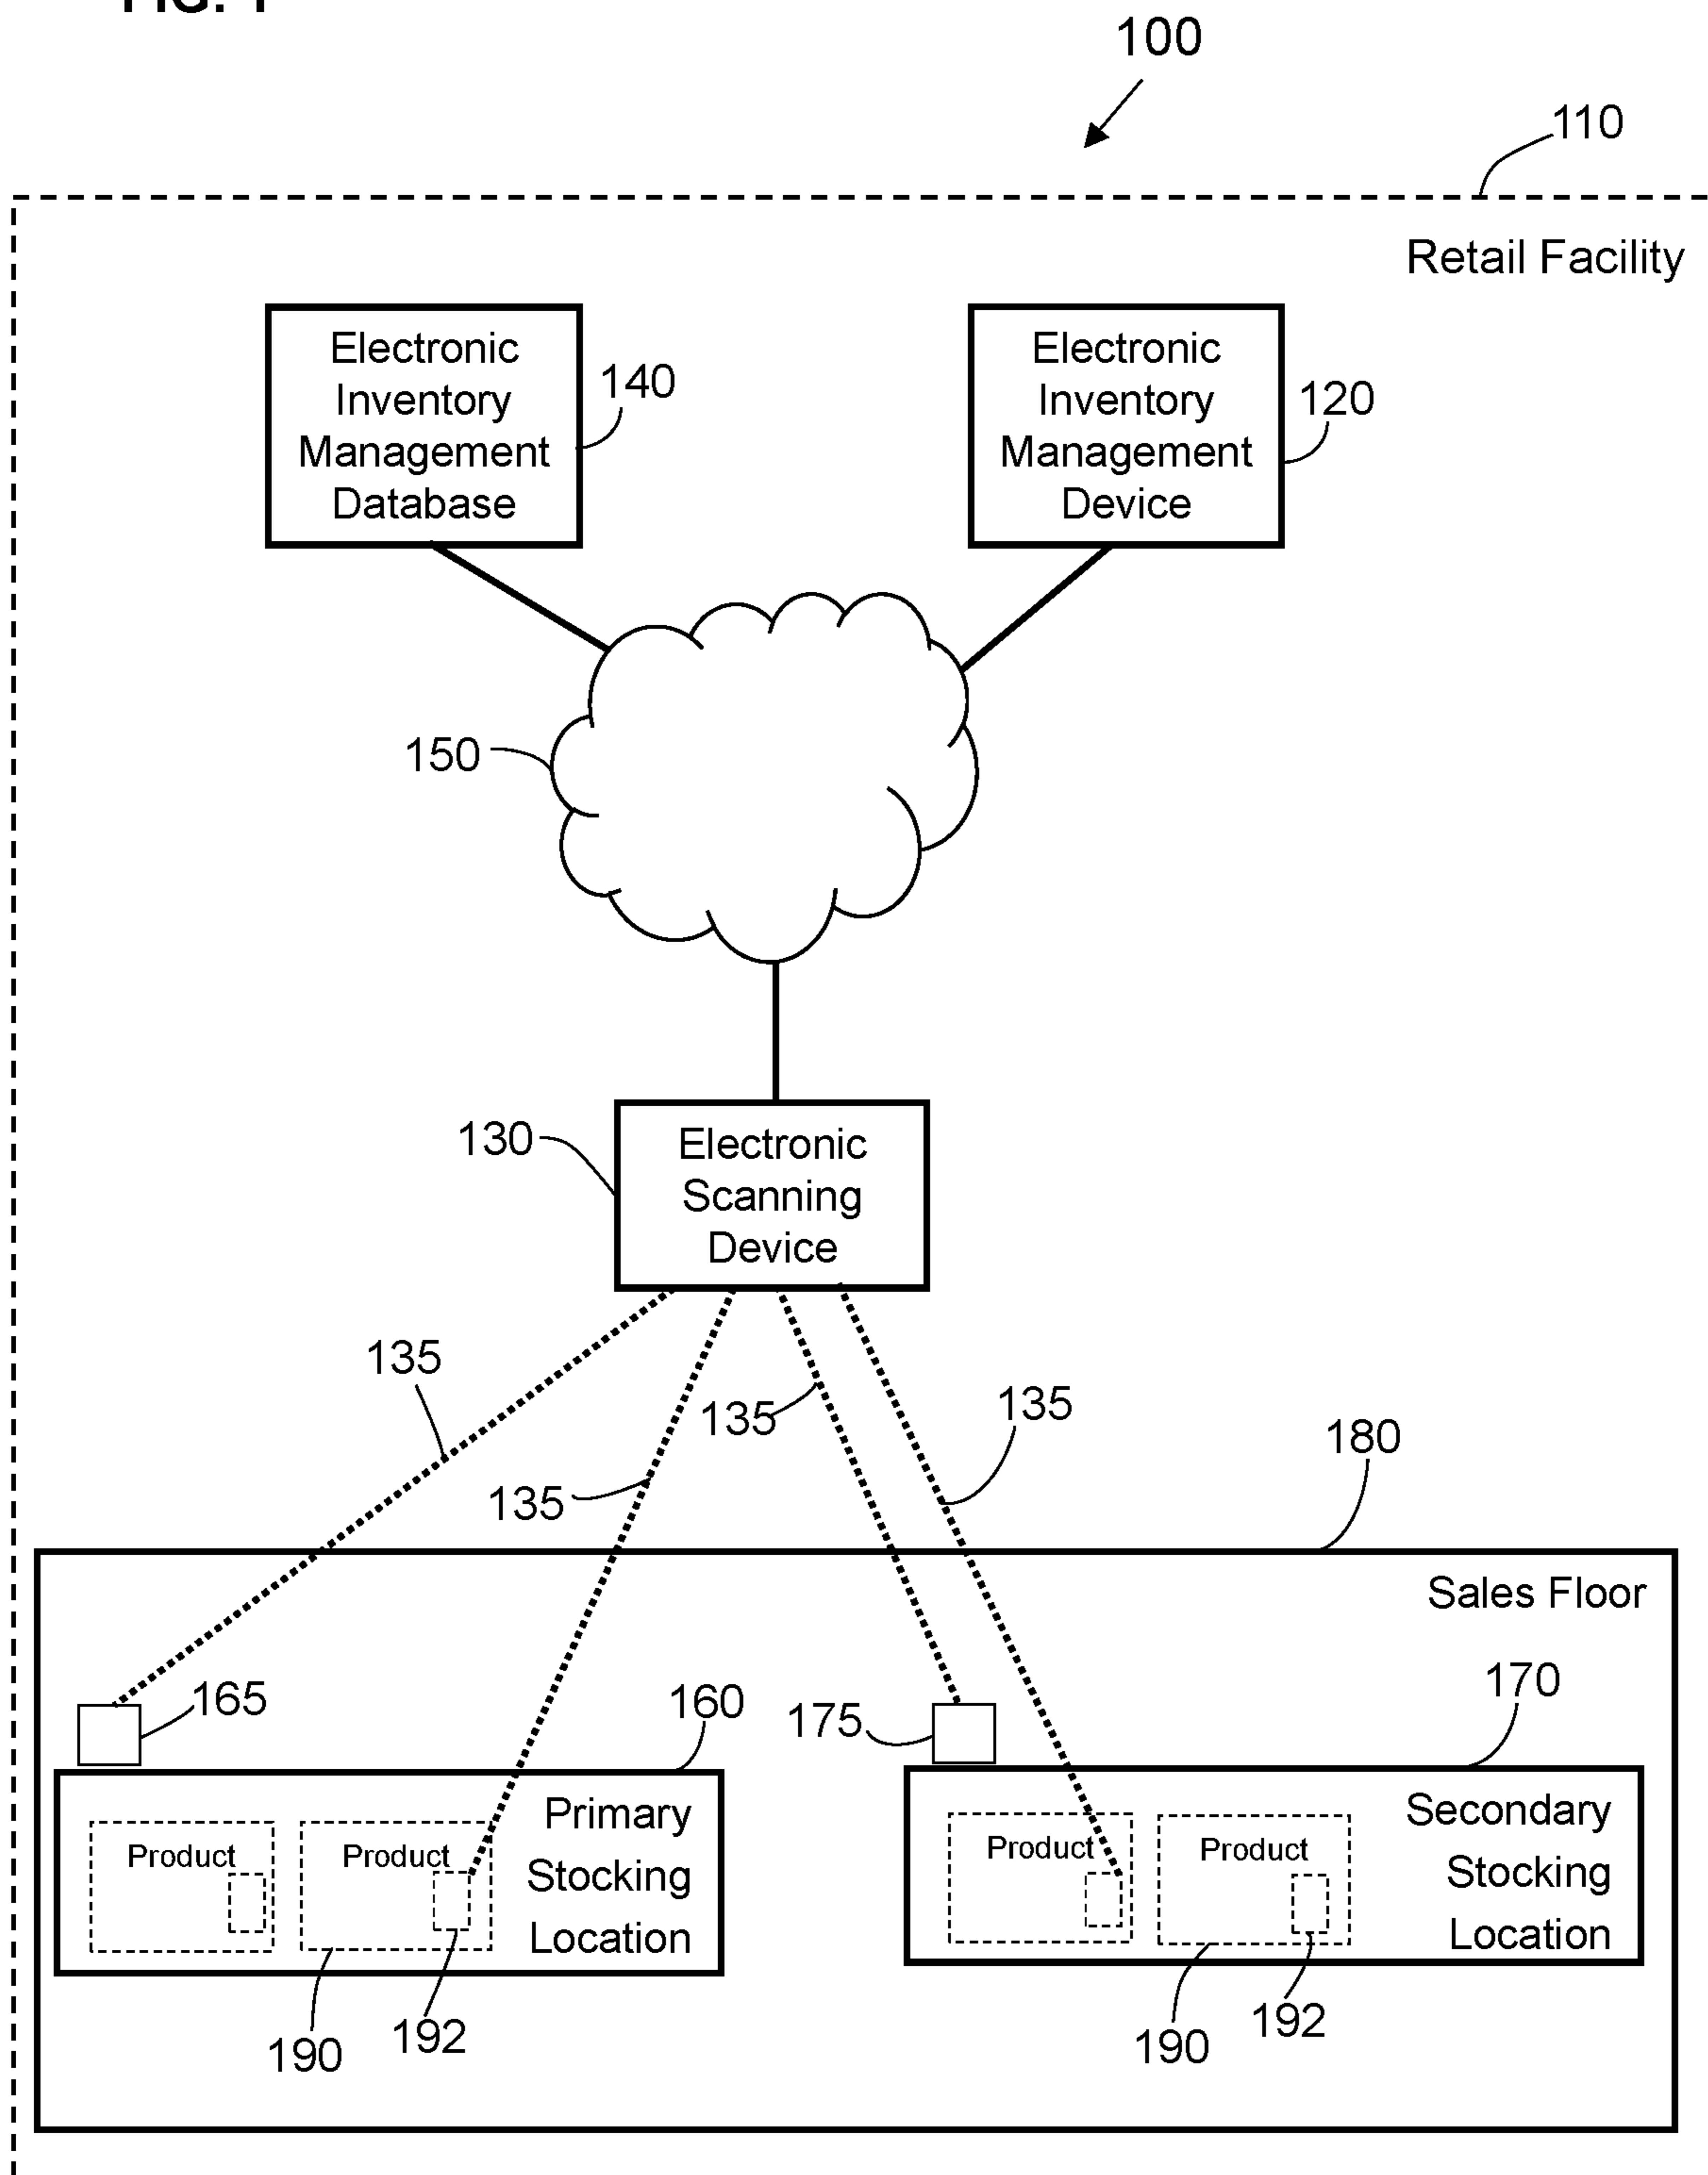 FIG. 1
100
110
Retail Facility
Electronic
Inventory
Management
Database
140
Electronic
Inventory
Management
Device
120
150
130
Electronic
Scanning
Device
135
135
135
135
180
Sales Floor
165
160
175
170
Product
Product
Primary
Stocking
Location
Product
Product
Secondary
Stocking
Location
190
192
190
192